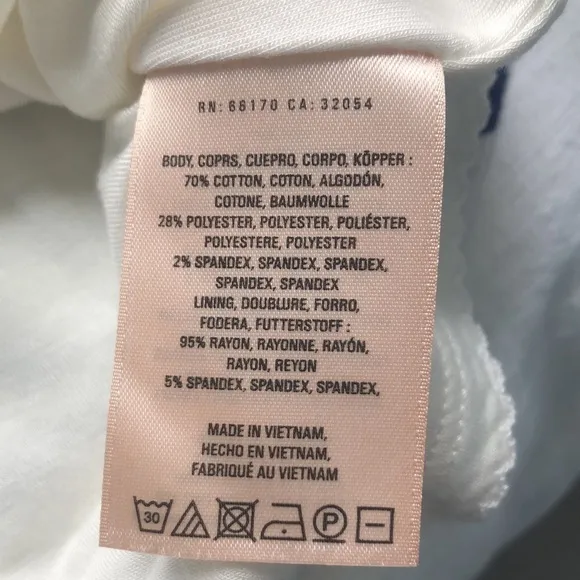 RN: 66170 CA: 32054
BODY, COPRS, CUEPRO, CORPO, KÖPPER :
70% COTTON, COTON, ALGODÓN,
COTONE, BAUMWOLLE
28% POLYESTER, POLYESTER, POLIÉSTER,
POLYESTERE, POLYESTER
2% SPANDEX, SPANDEX, SPANDEX,
SPANDEX, SPANDEX
LINING, DOUBLURE, FORRO,
FODERA, FUTTERSTOFF :
95% RAYON, RAYONNE, RAYÓN,
RAYON, REYON
5% SPANDEX, SPANDEX, SPANDEX,
MADE IN VIETNAM,
HECHO EN VIETNAM,
FABRIQUÉ AU VIETNAM
30 P